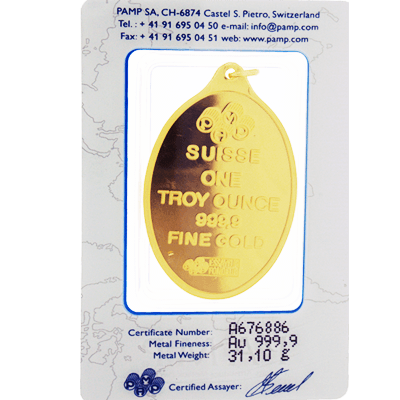 PAMP SA, CH-6874 Castel S. Pietro, Switzerland
Tel.: + 41 91 695 04 50 e-mail: info@pamp.com
Fax: + 41 91 695 04 51 web: www.pamp.com
PAMP
SUISSE
ONE
TROY OUNCE
999,9
FINE GOLD
Certificate Number: A676886
Metal Fineness: Au 999,9
Metal Weight: 31,10 g
PAMP
Certified Assayer: